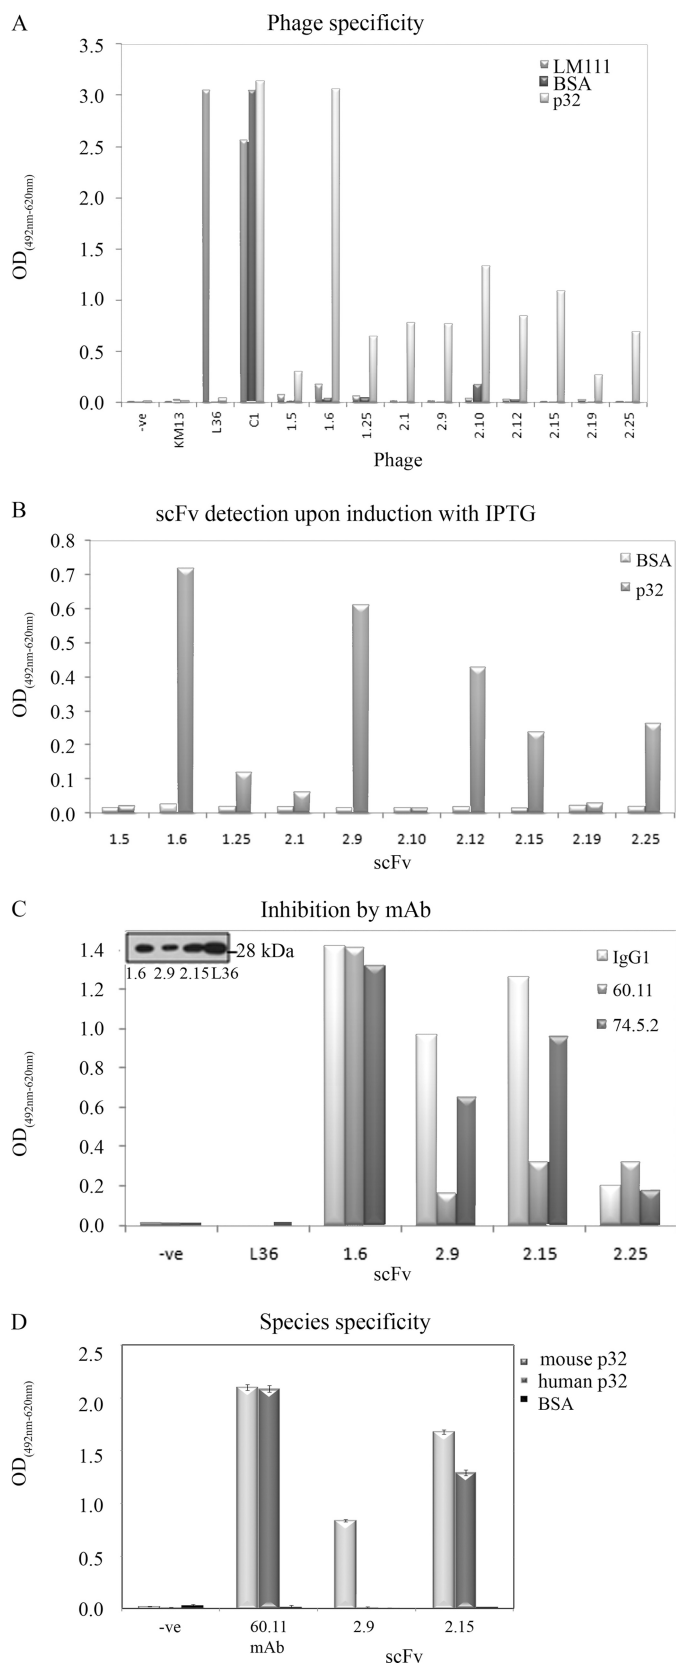 A
Phage specificity
3.5
3.0
2.5
2.0
1.5
1.0
0.5
0.0
OD(492nm-620nm)
LM111
BSA
p32
-ve KM13 L36 C1 1.5 1.6 1.25 2.1 2.9 2.10 2.12 2.15 2.19 2.25
Phage
B
scFv detection upon induction with IPTG
0.8
0.7
0.6
0.5
0.4
0.3
0.2
0.1
0.0
OD(492nm-620nm)
BSA
p32
1.5 1.6 1.25 2.1 2.9 2.10 2.12 2.15 2.19 2.25
scFv
C
Inhibition by mAb
1.4
1.2
1.0
0.8
0.6
0.4
0.2
0.0
OD(492nm-620nm)
28 kDa
1.6 2.9 2.15 L36
IgG1
60.11
74.5.2
-ve L36 1.6 2.9 2.15 2.25
scFv
D
Species specificity
2.5
2.0
1.5
1.0
0.5
0.0
OD(492nm-620nm)
mouse p32
human p32
BSA
-ve 60.11 2.9 2.15
mAb scFv